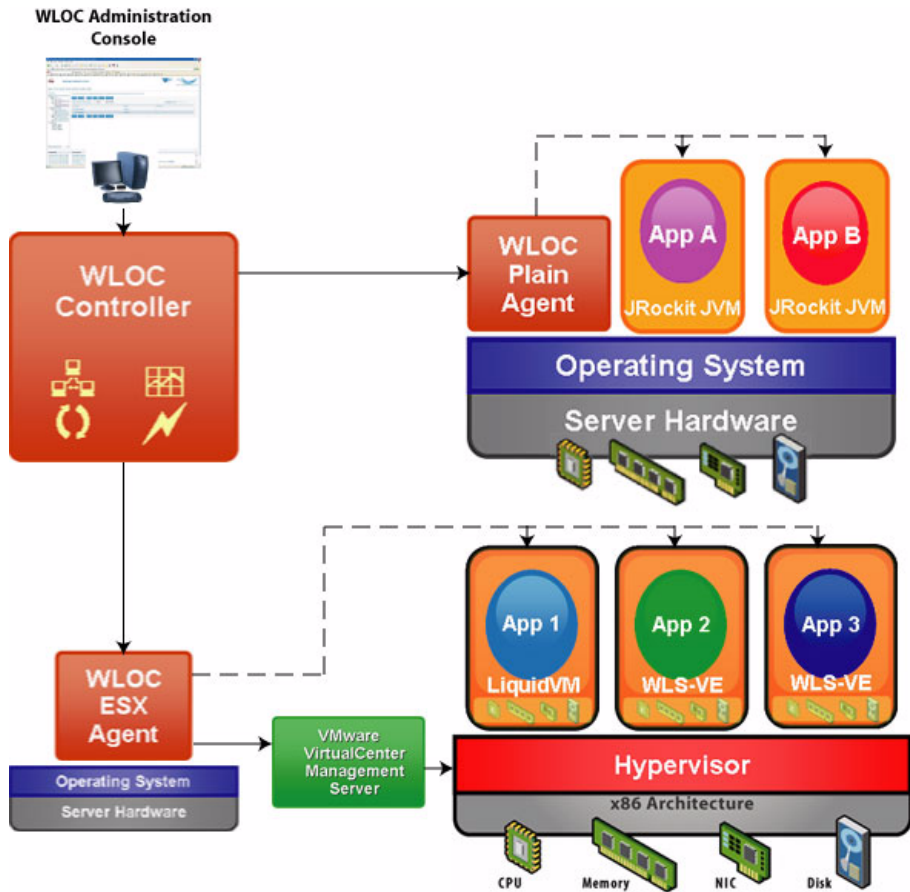 WLOC Administration
Console
WLOC
Controller
WLOC
Plain
Agent
App A
JRockit JVM
App B
JRockit JVM
Operating System
Server Hardware
WLOC
ESX
Agent
Operating System
Server Hardware
VMware
VirtualCenter
Management
Server
App 1
LiquidVM
App 2
WLS-VE
App 3
WLS-VE
Hypervisor
x86 Architecture
CPU
Memory
NIC
Disk